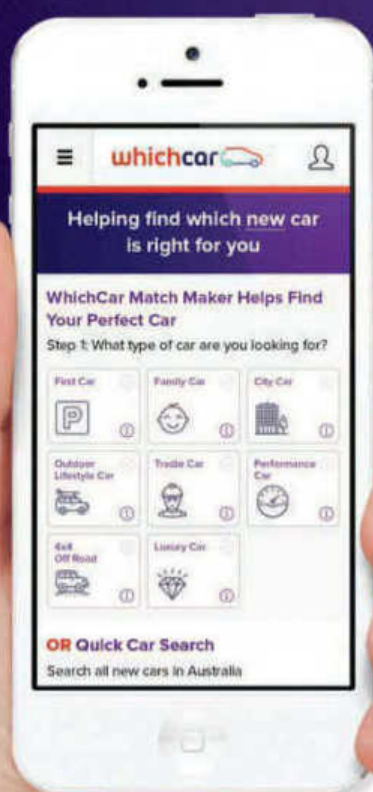 whichcar
Helping find which new car
is right for you
WhichCar Match Maker Helps Find
Your Perfect Car
Step 1: What type of car are you looking for?
First Car
Family Car
City Car
P
Outdoor
Lifestyle Car
Tradie Car
Performance
Car
4x4
Off Road
Luxury Car
OR Quick Car Search
Search all new cars in Australia